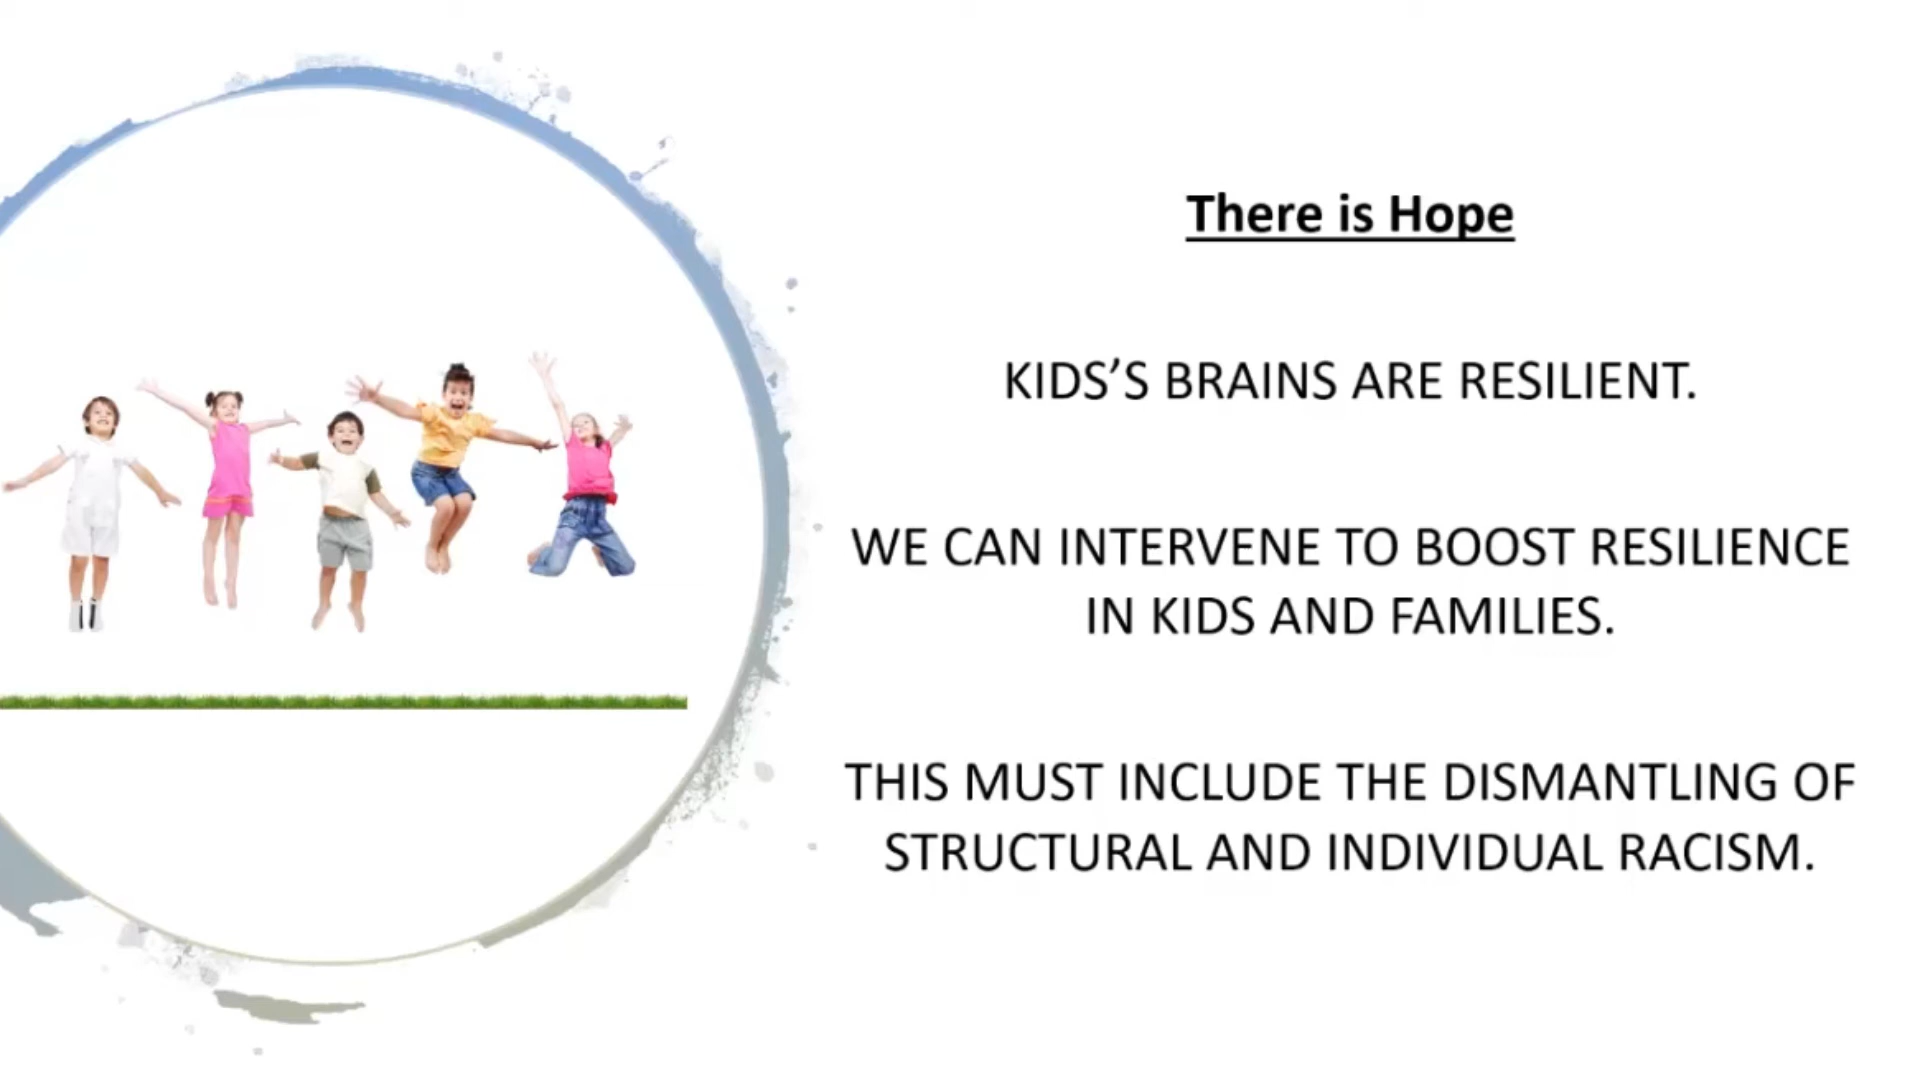 There is Hope
KIDS’S BRAINS ARE RESILIENT.
WE CAN INTERVENE TO BOOST RESILIENCE
IN KIDS AND FAMILIES.
THIS MUST INCLUDE THE DISMANTLING OF
STRUCTURAL AND INDIVIDUAL RACISM.